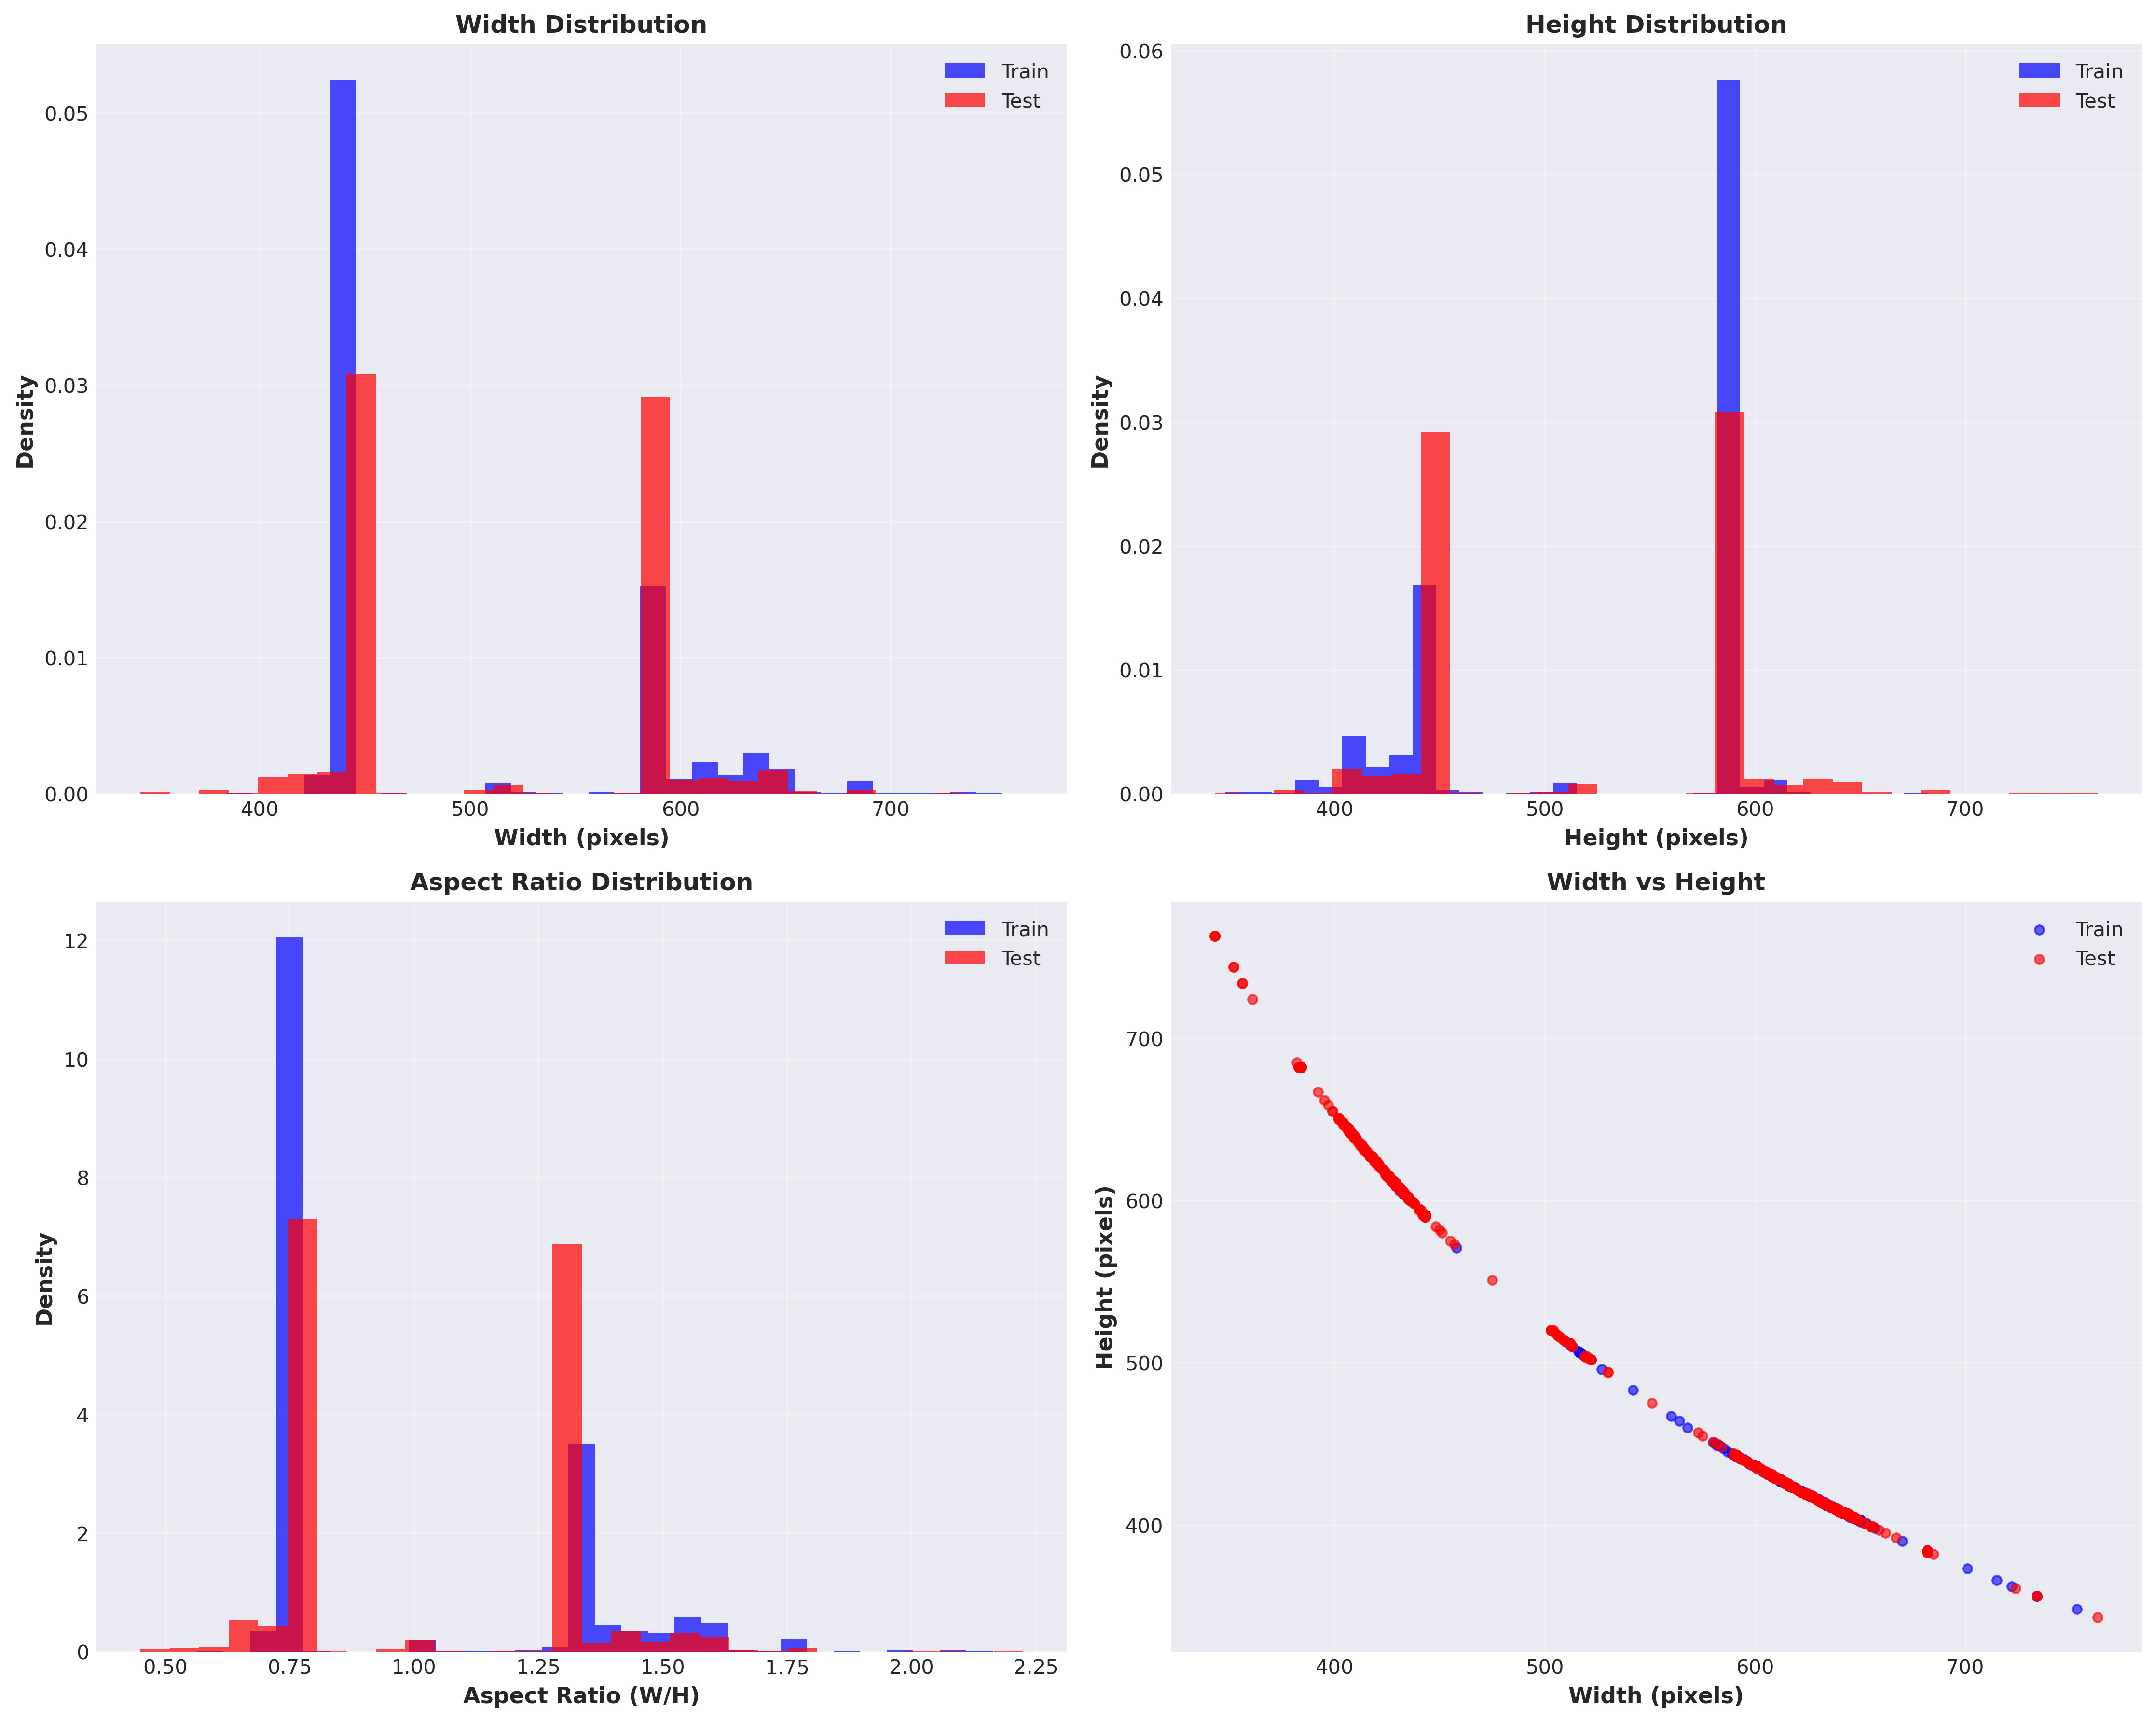 Width Distribution
Train
Test
0.05
0.04
0.03
0.02
0.01
0.00
Density
400 500 600 700
Width (pixels)
Height Distribution
Train
Test
0.06
0.05
0.04
0.03
0.02
0.01
0.00
Density
400 500 600 700
Height (pixels)
Aspect Ratio Distribution
Train
Test
12
10
8
6
4
2
0
Density
0.50 0.75 1.00 1.25 1.50 1.75 2.00 2.25
Aspect Ratio (W/H)
Width vs Height
Train
Test
700
600
500
400
Height (pixels)
400 500 600 700
Width (pixels)